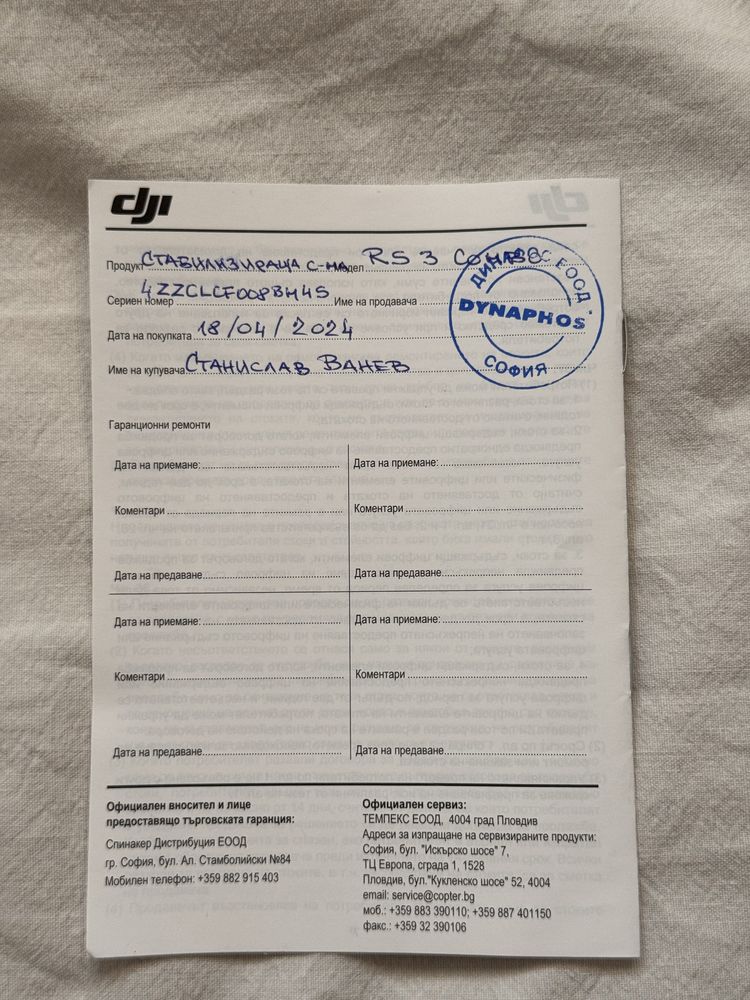 dji
Продукт СТАБИЛИЗИРАЩА С-МА Модел RS 3 COMBO
Сериен номер 4ZZCLCF008BM4S Име на продавача
Дата на покупката 18/04/2024
Име на купувача СТАНИСЛАВ ВАНЕВ
ДИНАФОС ЕООД
DYNAPHOS
СОФИЯ
Гаранционни ремонти
Дата на приемане: Дата на приемане:
Коментари Коментари
Дата на предаване Дата на предаване
Дата на приемане: Дата на приемане:
Коментари Коментари
Дата на предаване Дата на предаване
Официален вносител и лице
предоставящо търговската гаранция:
Спинакер Дистрибуция ЕООД
гр. София, бул. Ал. Стамболийски №84
Мобилен телефон: +359 882 915 403
Официален сервиз:
ТЕМПЕКС ЕООД, 4004 град Пловдив
Адреси за изпращане на сервизираните продукти:
София, бул. "Искърско шосе" 7,
ТЦ Европа, сграда 1, 1528
Пловдив, бул."Кукленско шосе" 52, 4004
email: service@copter.bg
моб.: +359 883 390110; +359 887 401150
факс.: +359 32 390106